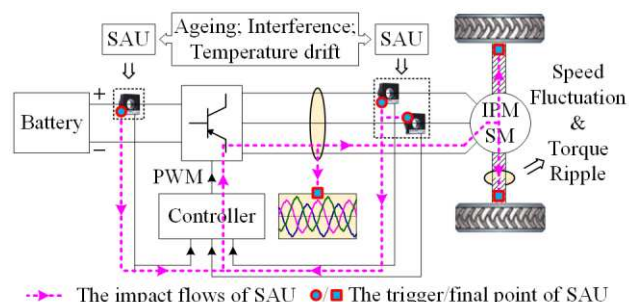 Ageing; Interference;
Temperature drift
SAU
SAU
Speed
Fluctuation
&
Torque
Ripple
+
Battery
−
IPM
SM
PWM
Controller
The impact flows of SAU
/
The trigger/final point of SAU